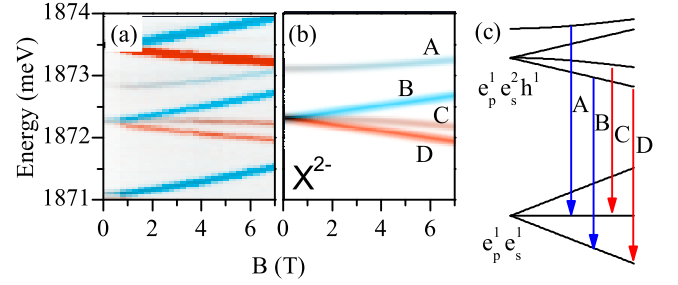 1874
1873
1872
1871
Energy (meV)
(a)
0 2 4 6
(b)
A
B
C
D
X²⁻
0 2 4 6
B (T)
(c)
e¹ₚe²ₛh¹
A
B
C
D
e¹ₚe¹ₛ